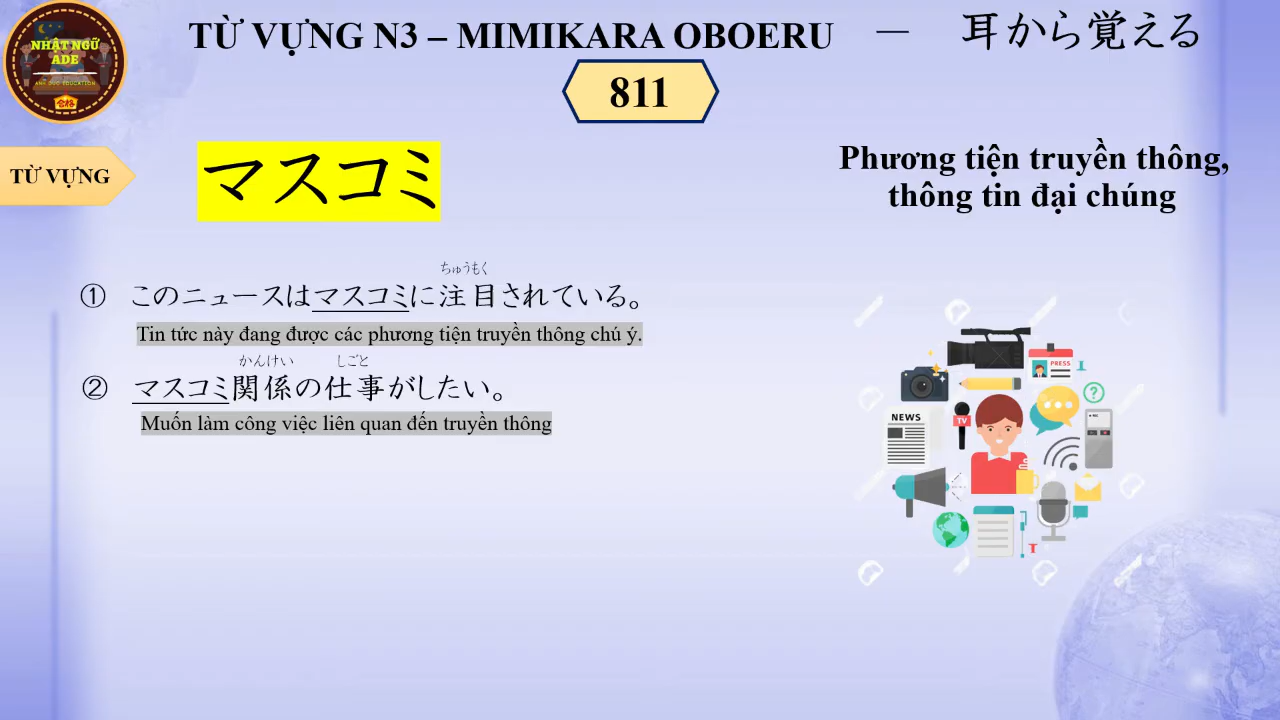 NHẬT NGỮ
ADE
ANH DUC EDUCATION
合格
TỪ VỰNG N3 – MIMIKARA OBOERU – 耳から覚える
811
TỪ VỰNG
マスコミ
Phương tiện truyền thông,
thông tin đại chúng
ちゅうもく
① このニュースはマスコミに注目されている。
Tin tức này đang được các phương tiện truyền thông chú ý.
かんけい しごと
② マスコミ関係の仕事がしたい。
Muốn làm công việc liên quan đến truyền thông
PRESS
NEWS
TV